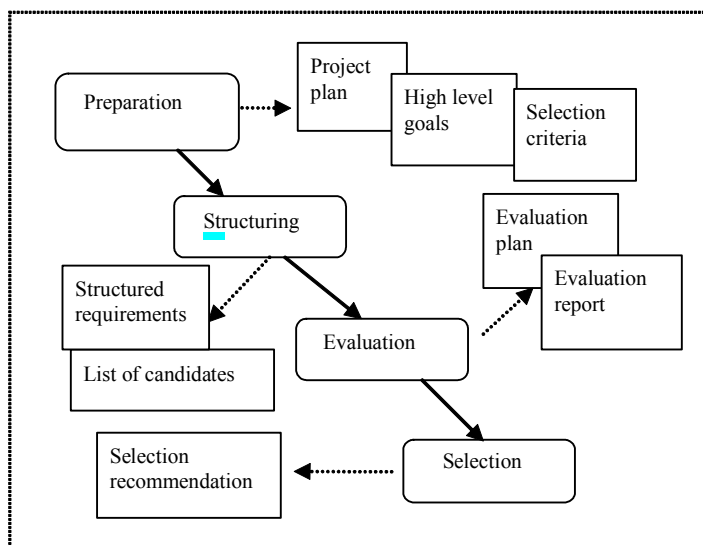 Preparation
Project
plan
High level
goals
Selection
criteria
Structuring
Evaluation
plan
Evaluation
report
Structured
requirements
List of candidates
Evaluation
Selection
recommendation
Selection